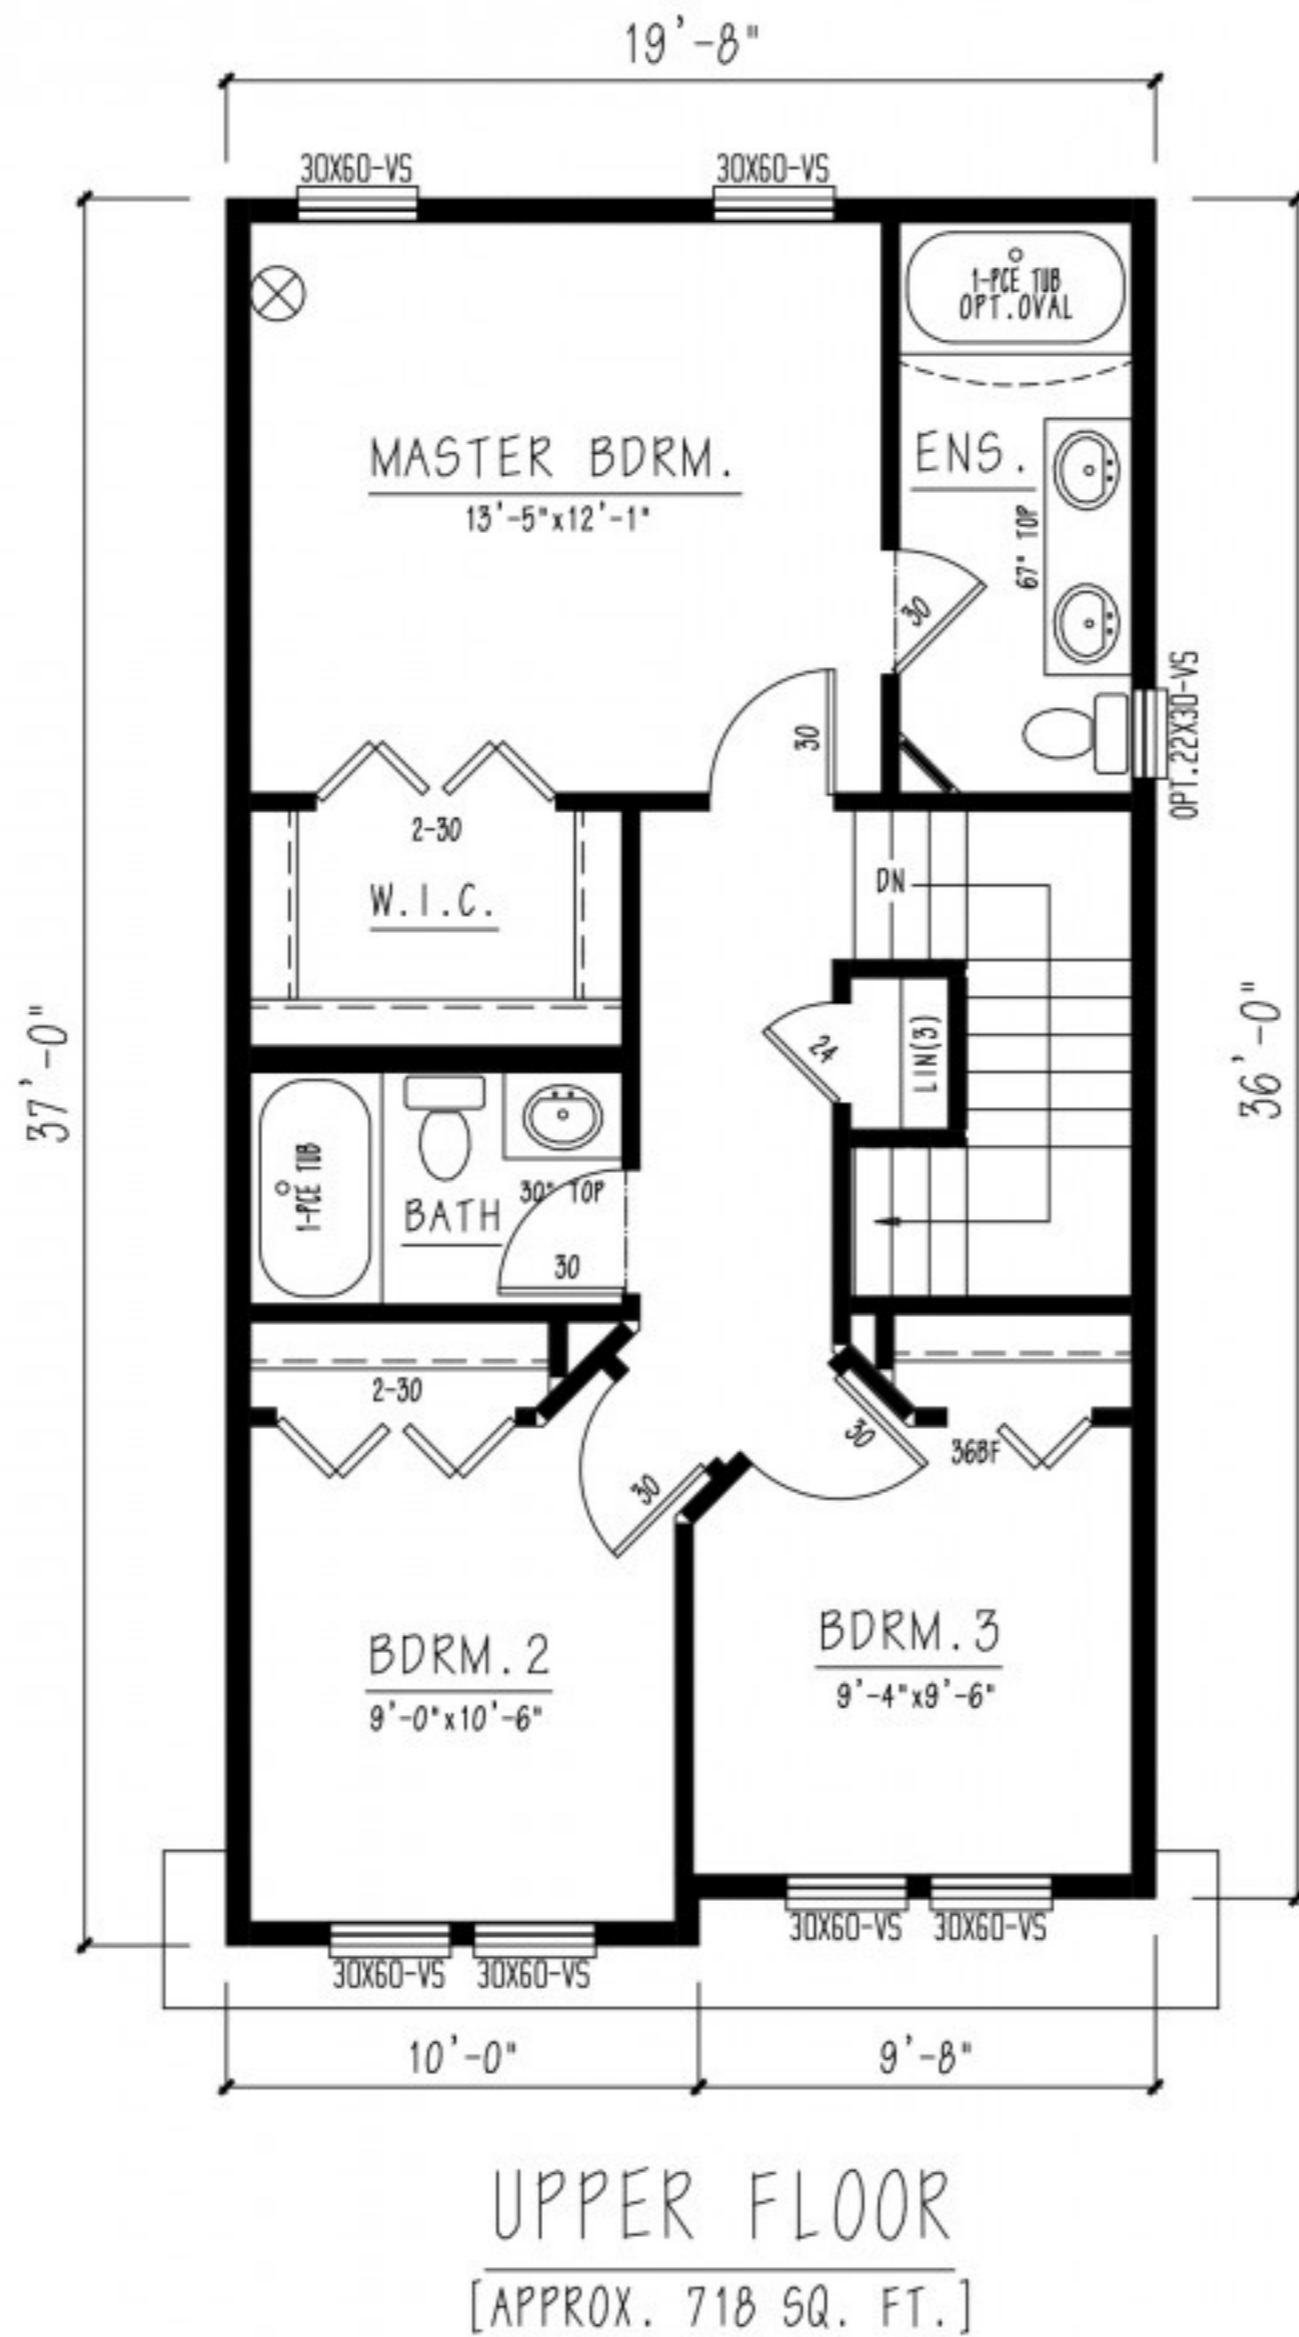 19'-8"
30X60-VS
30X60-VS
1-PCE TUB
OPT.OVAL
MASTER BDRM.
13'-5"x12'-1"
ENS.
67" TOP
30
30
OPT.22X30-VS
2-30
W.I.C.
DN
37'-0"
36'-0"
24
LIN(3)
1-PCE TUB
BATH
30" TOP
30
2-30
30
36BF
30
BDRM.2
9'-0"x10'-6"
BDRM.3
9'-4"x9'-6"
30X60-VS
30X60-VS
30X60-VS
30X60-VS
10'-0"
9'-8"
UPPER FLOOR
[APPROX. 718 SQ. FT.]